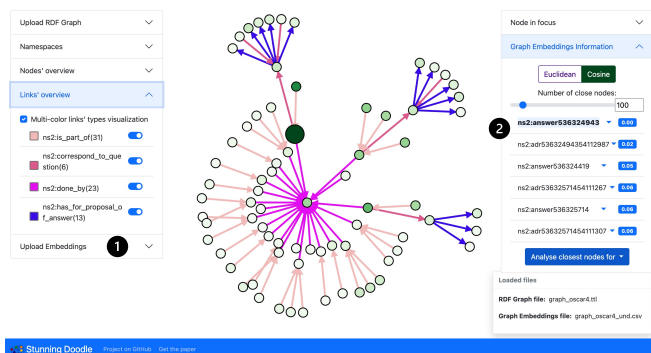 Upload RDF Graph
Namespaces
Nodes' overview
Links' overview
Multi-color links' types visualization
ns2:is_part_of(31)
ns2:correspond_to_que
stion(6)
ns2:done_by(23)
ns2:has_for_proposal_o
f_answer(13)
Upload Embeddings
1
Node in focus
Graph Embeddings Information
Euclidean Cosine
Number of close nodes:
100
2
ns2:answer536324943 0.00
ns2:adr53632494354112987 0.02
ns2:answer536324419 0.05
ns2:adr53632571454111267 0.06
ns2:answer536325714 0.06
ns2:adr53632571454111307 0.06
Analyse closest nodes for
Loaded files
RDF Graph file: graph_oscar4.ttl
Graph Embeddings file: graph_oscar4_und.csv
Stunning Doodle Project on GitHub Get the paper